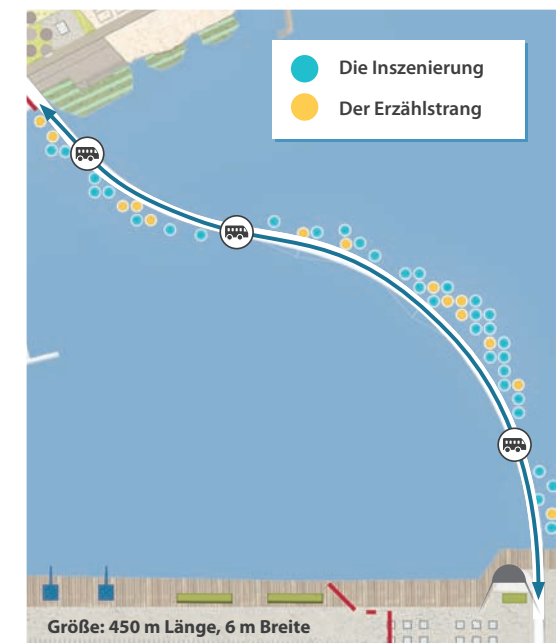 Die Inszenierung
Der Erzählstrang
Größe: 450 m Länge, 6 m Breite